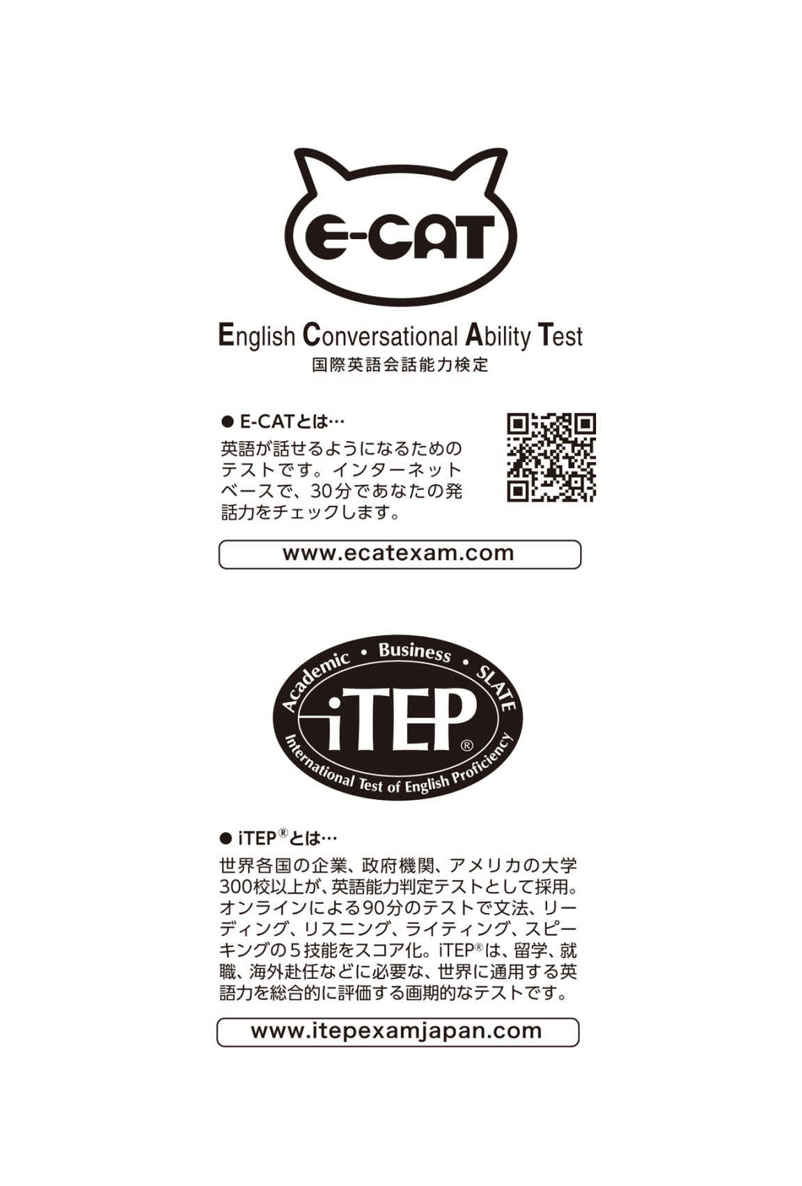 E-CAT
English Conversational Ability Test
国際英語会話能力検定
● E-CATとは…
英語が話せるようになるための
テストです。インターネット
ベースで、30分であなたの発
話力をチェックします。
www.ecatexam.com
Academic • Business • SLATE
iTEP®
International Test of English Proficiency
● iTEP®とは…
世界各国の企業、政府機関、アメリカの大学
300校以上が、英語能力判定テストとして採用。
オンラインによる90分のテストで文法、リー
ディング、リスニング、ライティング、スピー
キングの5技能をスコア化。iTEP®は、留学、就
職、海外赴任などに必要な、世界に通用する英
語力を総合的に評価する画期的なテストです。
www.itepexamjapan.com